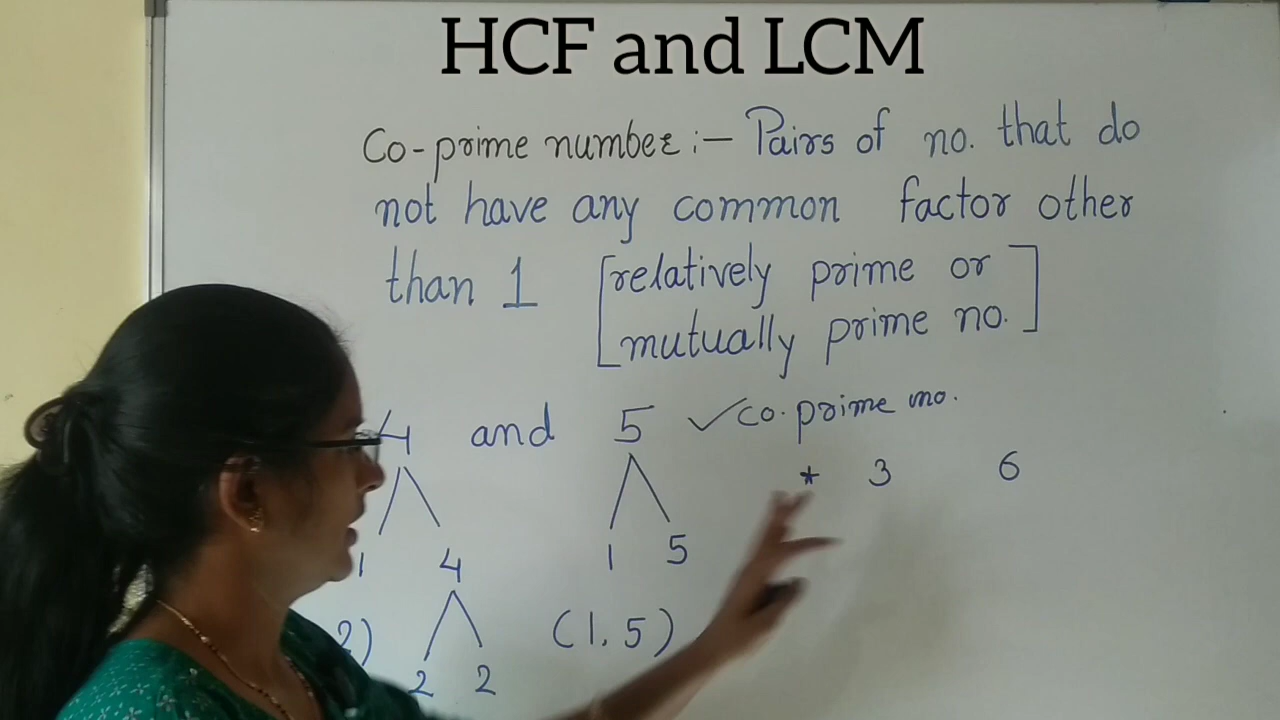 HCF and LCM
Co-prime number :- Pairs of no. that do
not have any common factor other
than 1 [relatively prime or
mutually prime no.]
4 and 5 ✓ co. prime no.
* 3 6
1 4 1 5
2) (1, 5)
2 2